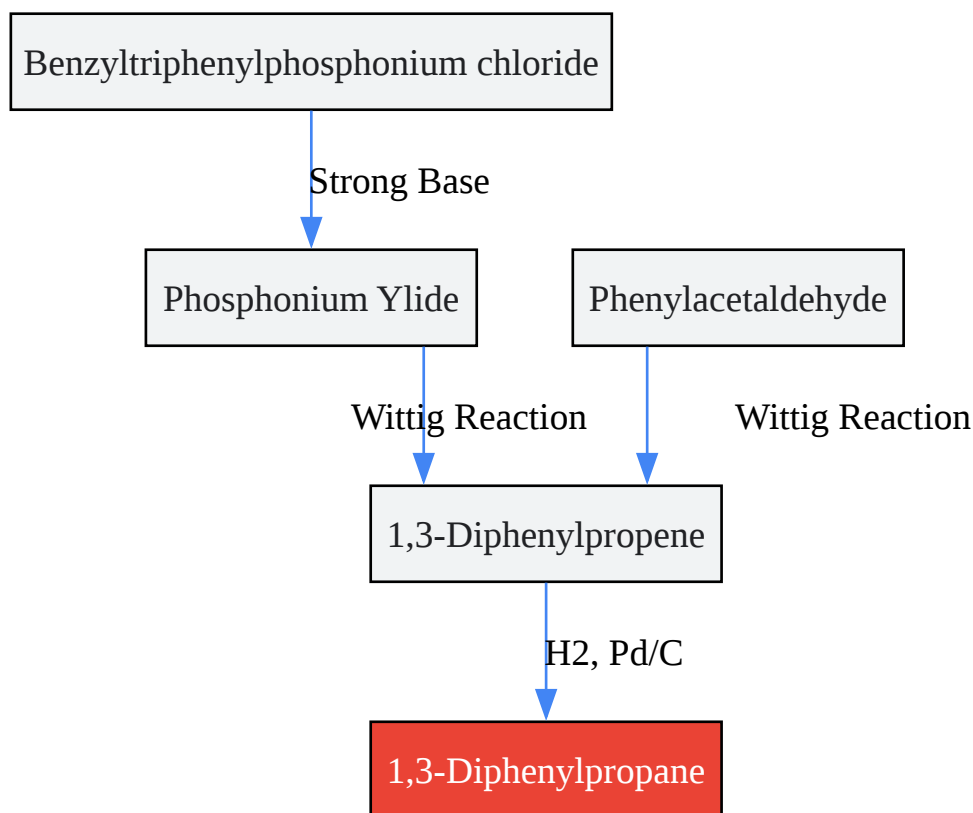 Benzyltriphenylphosphonium chloride
Strong Base
Phosphonium Ylide
Phenylacetaldehyde
Wittig Reaction
Wittig Reaction
1,3-Diphenylpropene
H2, Pd/C
1,3-Diphenylpropane